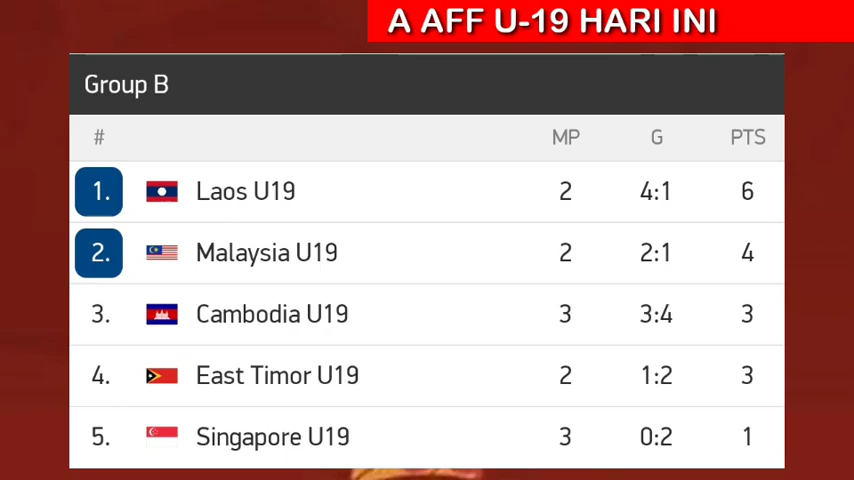 A AFF U-19 HARI INI
Group B
# MP G PTS
1. Laos U19 2 4:1 6
2. Malaysia U19 2 2:1 4
3. Cambodia U19 3 3:4 3
4. East Timor U19 2 1:2 3
5. Singapore U19 3 0:2 1